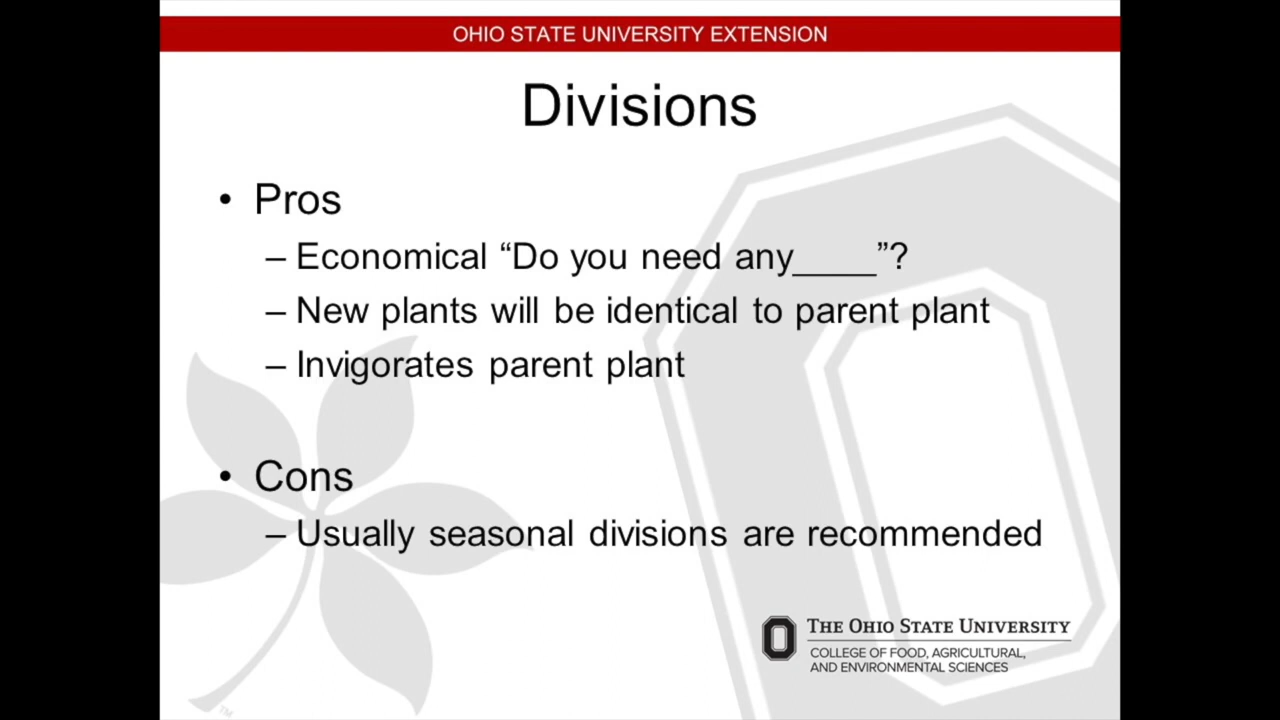 OHIO STATE UNIVERSITY EXTENSION
Divisions
• Pros
– Economical “Do you need any____”?
– New plants will be identical to parent plant
– Invigorates parent plant
• Cons
– Usually seasonal divisions are recommended
THE OHIO STATE UNIVERSITY
COLLEGE OF FOOD, AGRICULTURAL,
AND ENVIRONMENTAL SCIENCES
TM